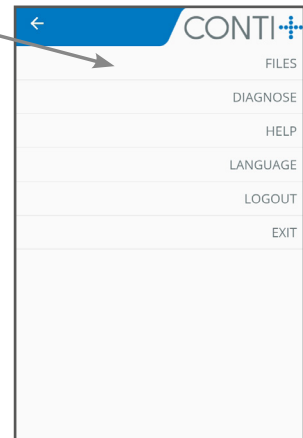 CONTI+
FILES
DIAGNOSE
HELP
LANGUAGE
LOGOUT
EXIT